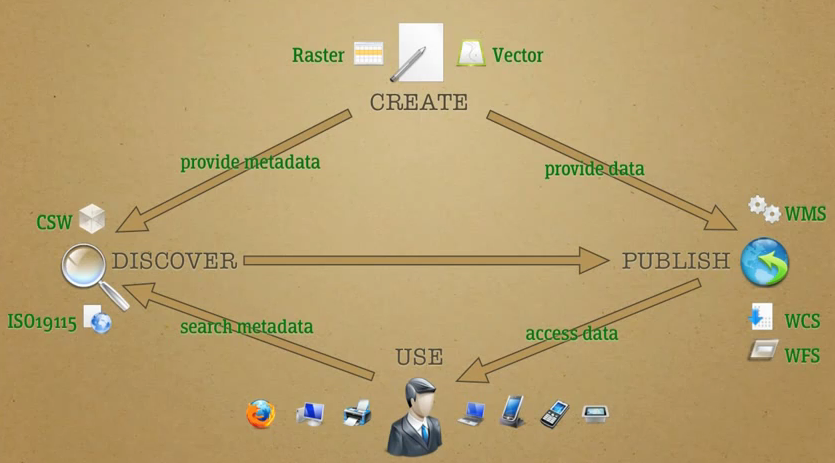 Raster
Vector
CREATE
provide metadata
provide data
CSW
WMS
DISCOVER
PUBLISH
ISO19115
search metadata
access data
WCS
WFS
USE